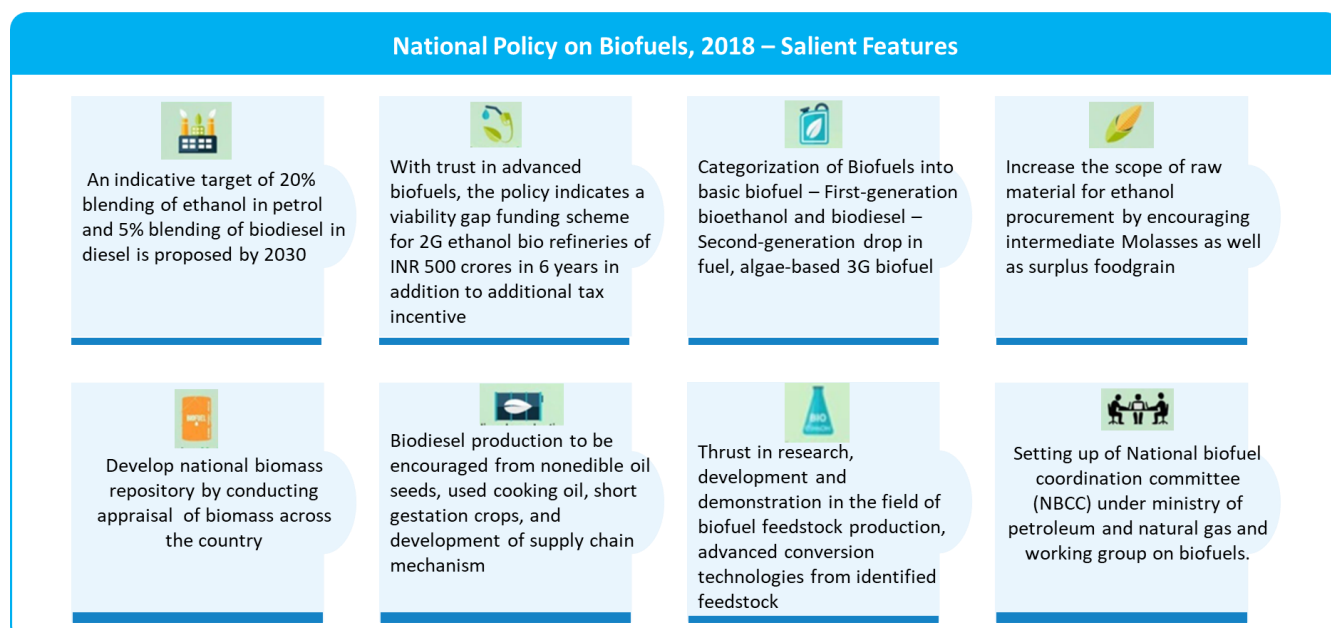 National Policy on Biofuels, 2018 – Salient Features
An indicative target of 20%
blending of ethanol in petrol
and 5% blending of biodiesel in
diesel is proposed by 2030
With trust in advanced
biofuels, the policy indicates a
viability gap funding scheme
for 2G ethanol bio refineries of
INR 500 crores in 6 years in
addition to additional tax
incentive
Categorization of Biofuels into
basic biofuel – First-generation
bioethanol and biodiesel –
Second-generation drop in
fuel, algae-based 3G biofuel
Increase the scope of raw
material for ethanol
procurement by encouraging
intermediate Molasses as well
as surplus foodgrain
BIOFUEL
Develop national biomass
repository by conducting
appraisal of biomass across
the country
Biodiesel production to be
encouraged from nonedible oil
seeds, used cooking oil, short
gestation crops, and
development of supply chain
mechanism
BIO
Thrust in research,
development and
demonstration in the field of
biofuel feedstock production,
advanced conversion
technologies from identified
feedstock
Setting up of National biofuel
coordination committee
(NBCC) under ministry of
petroleum and natural gas and
working group on biofuels.